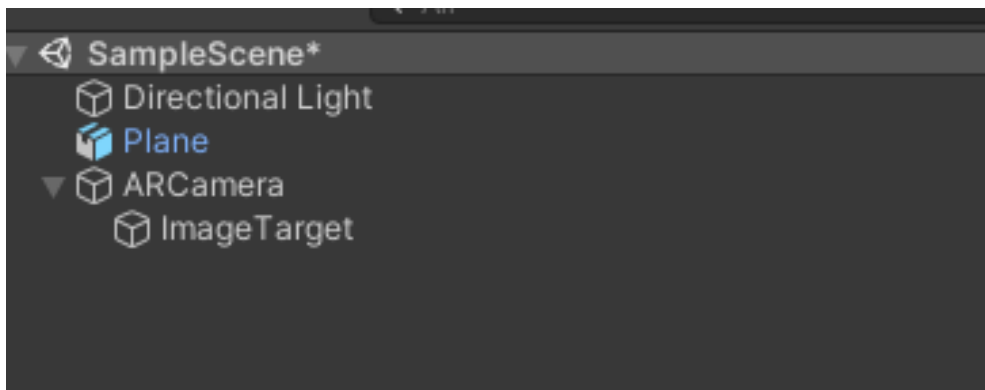 SampleScene*
Directional Light
Plane
ARCamera
ImageTarget